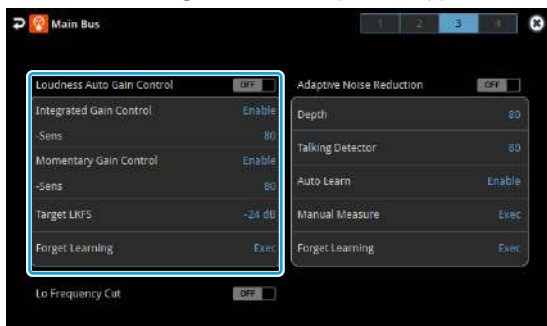 Main Bus
1 2 3 4
Loudness Auto Gain Control OFF
Integrated Gain Control Enable
-Sens 80
Momentary Gain Control Enable
-Sens 80
Target LKFS -24 dB
Forget Learning Exec
Lo Frequency Cut OFF
Adaptive Noise Reduction OFF
Depth 80
Talking Detector 80
Auto Learn Enable
Manual Measure Exec
Forget Learning Exec